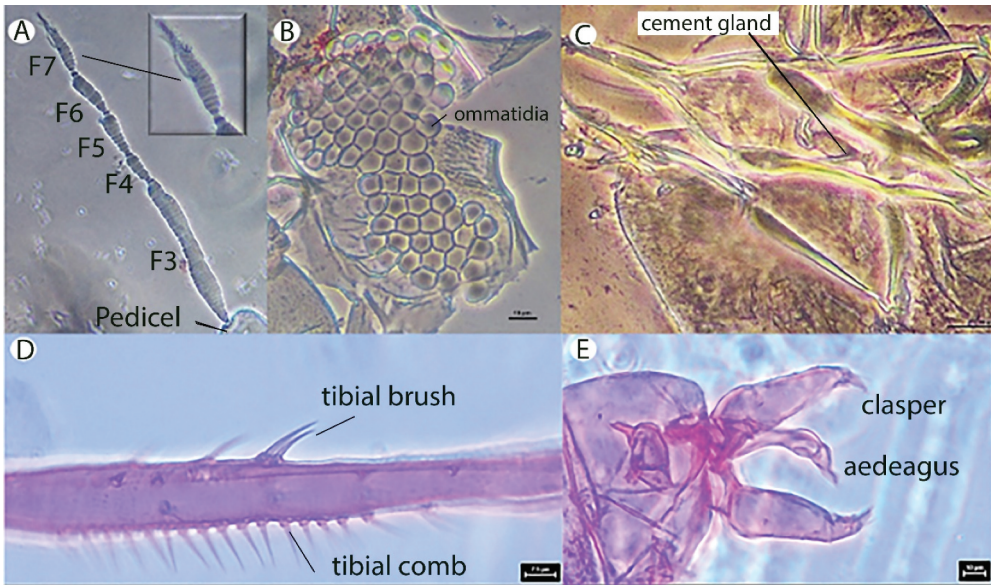 A
F7
F6
F5
F4
F3
Pedicel
B
ommatidia
C
cement gland
D
tibial brush
tibial comb
E
clasper
aedeagus